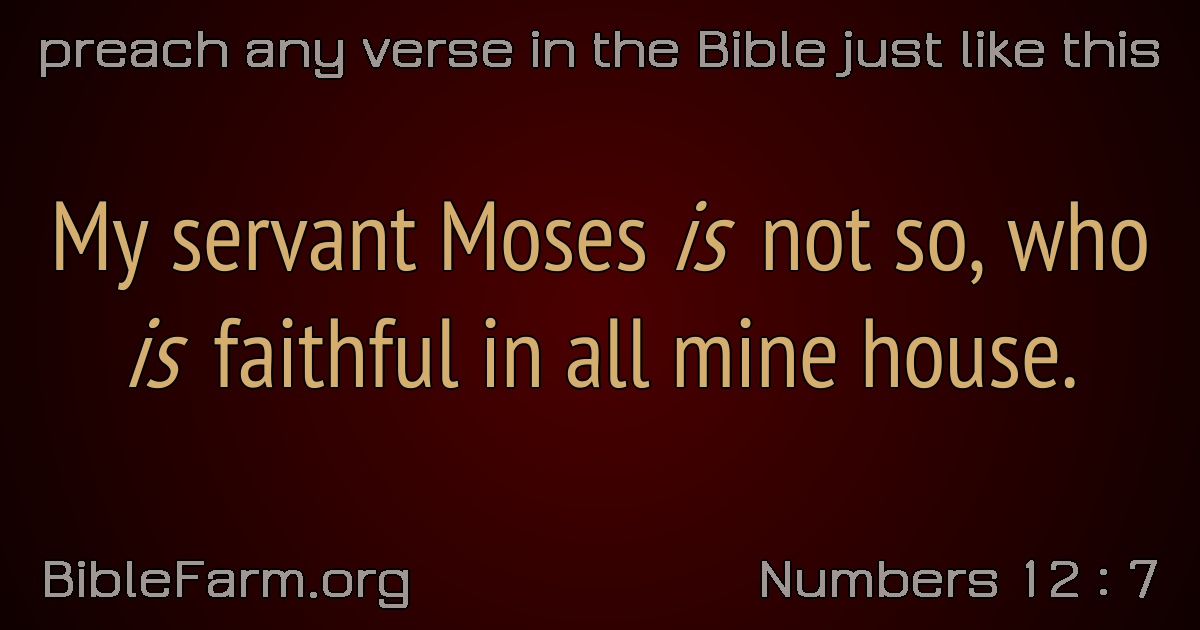 preach any verse in the Bible just like this
My servant Moses is not so, who
is faithful in all mine house.
BibleFarm.org
Numbers 12 : 7